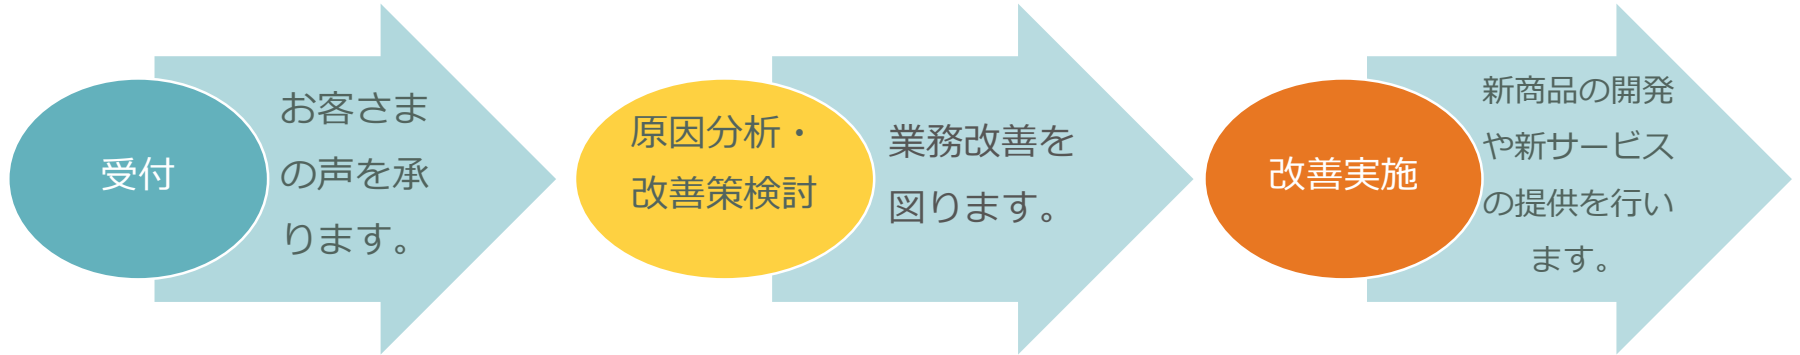 受付
お客さま
の声を承
ります。
原因分析・
改善策検討
業務改善を
図ります。
改善実施
新商品の開発
や新サービス
の提供を行い
ます。